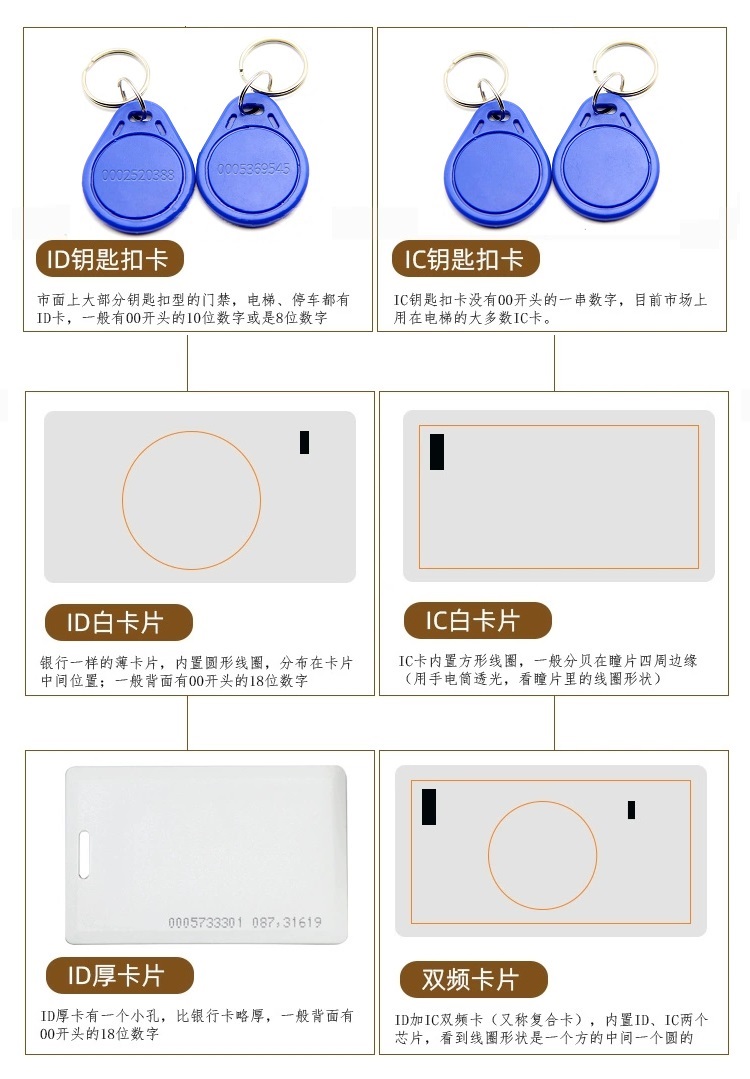 0002520388
0005369545
ID钥匙扣卡
市面上大部分钥匙扣型的门禁，电梯、停车都有
ID卡，一般有00开头的10位数字或是8位数字
IC钥匙扣卡
IC钥匙扣卡没有00开头的一串数字，目前市场上
用在电梯的大多数IC卡。
ID白卡片
银行一样的薄卡片，内置圆形线圈，分布在卡片
中间位置；一般背面有00开头的18位数字
IC白卡片
IC卡内置方形线圈，一般分贝在瞳片四周边缘
（用手电筒透光，看瞳片里的线圈形状）
0005733301 087,31619
ID厚卡片
ID厚卡有一个小孔，比银行卡略厚，一般背面有
00开头的18位数字
双频卡片
ID加IC双频卡（又称复合卡），内置ID、IC两个
芯片，看到线圈形状是一个方的中间一个圆的